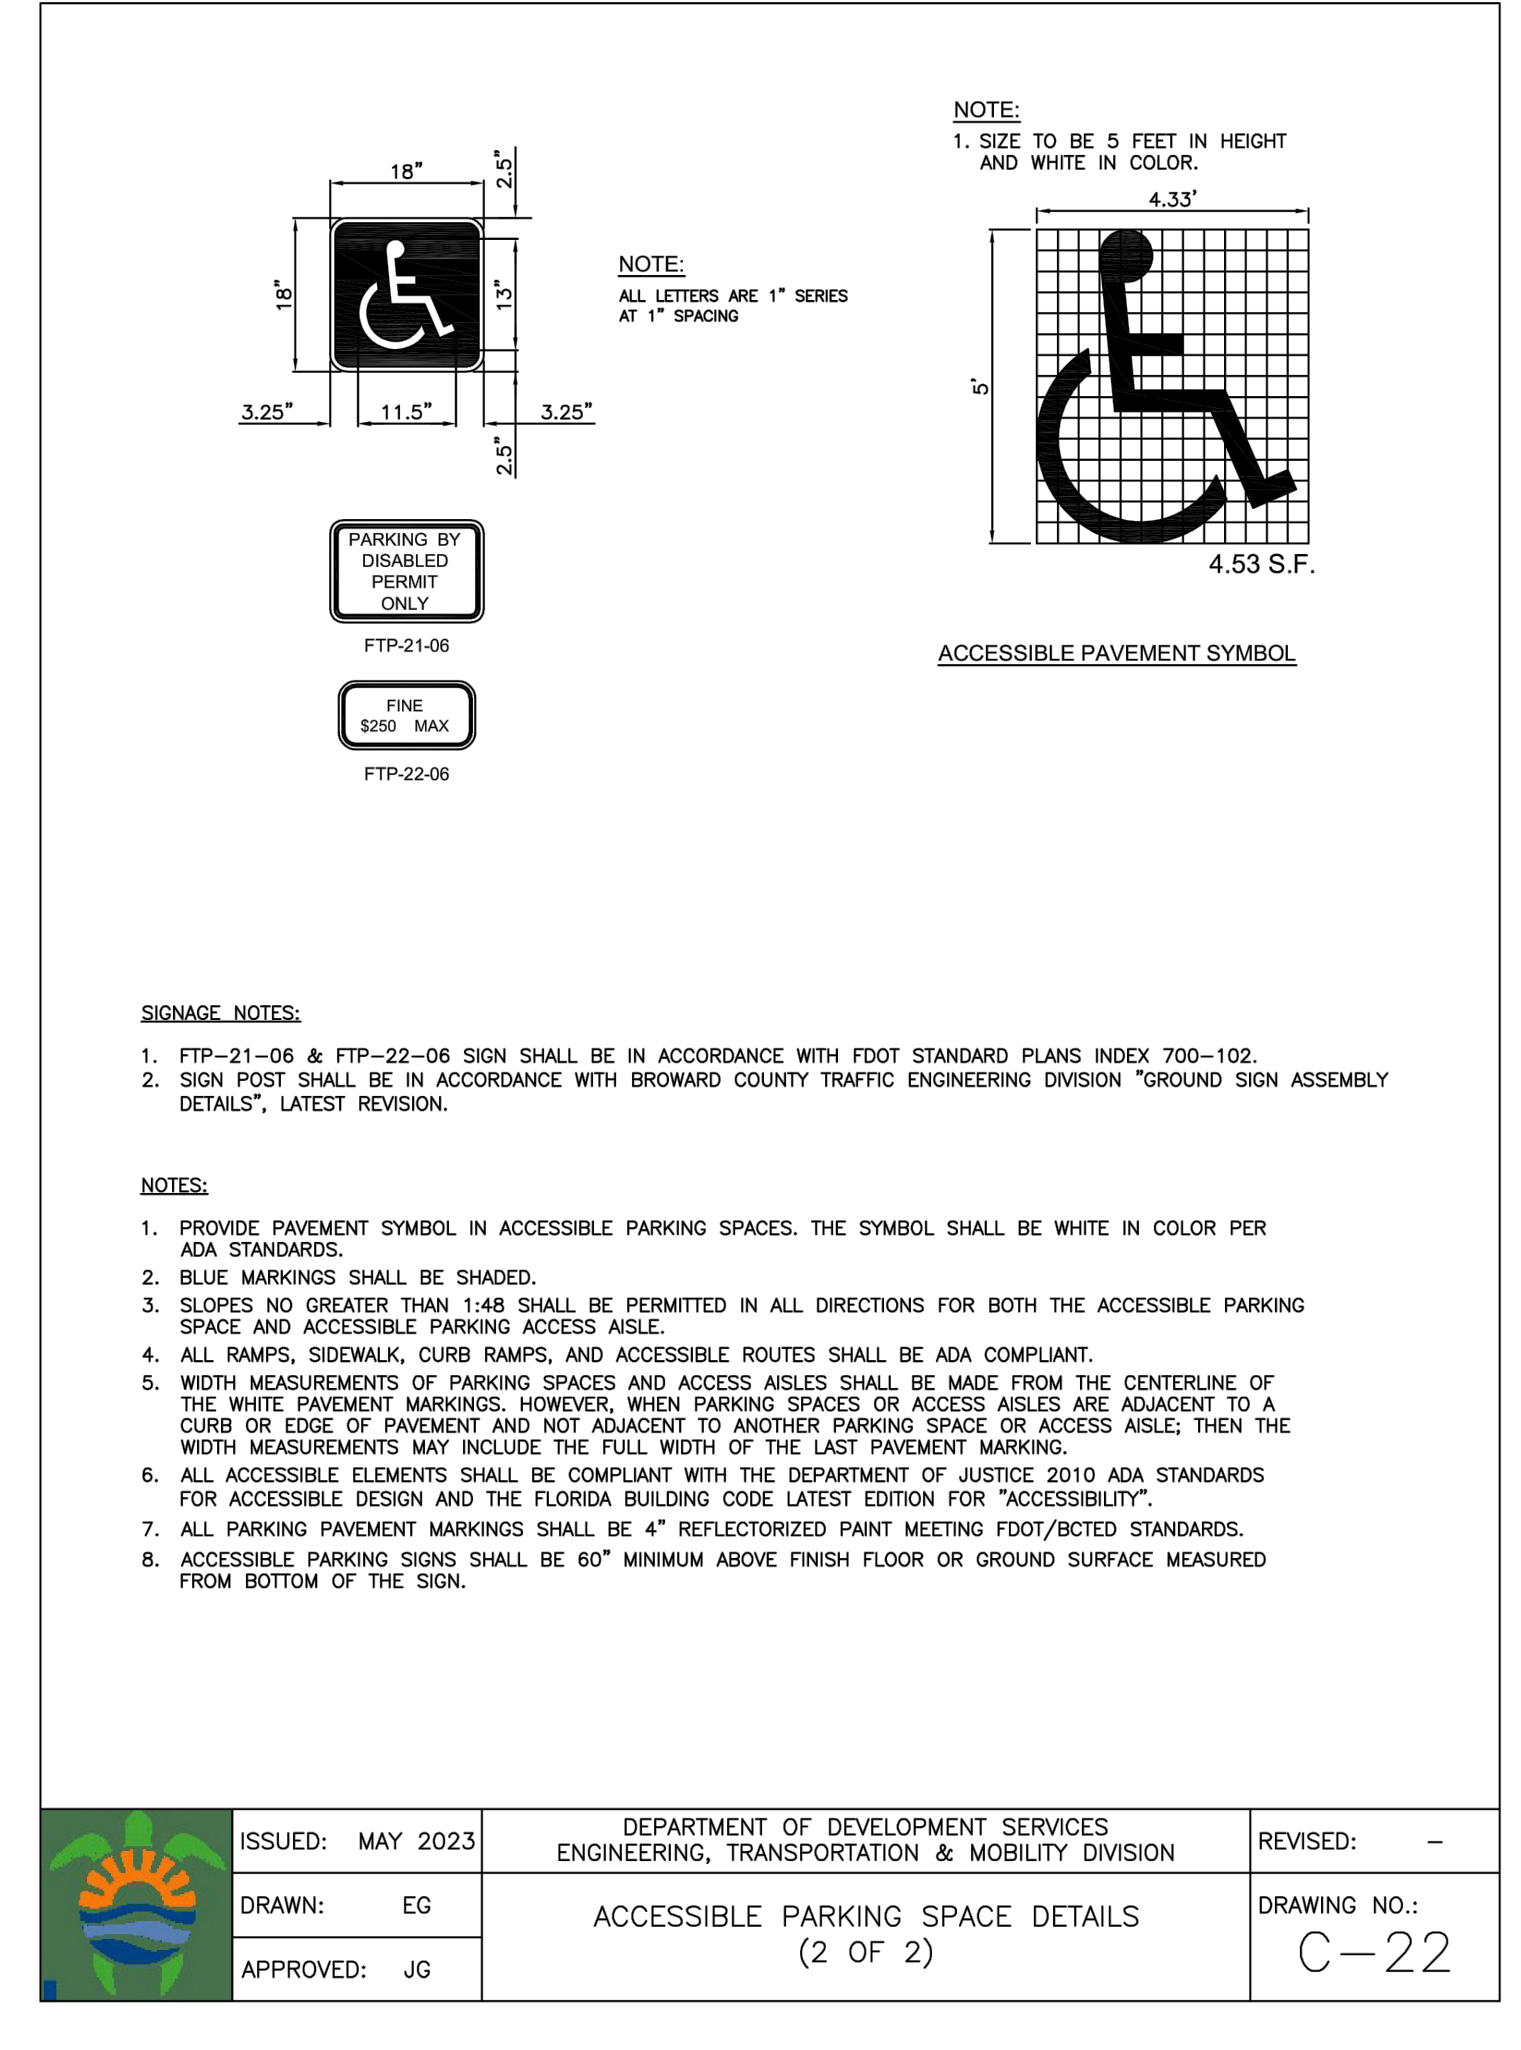 NOTE:
1. SIZE TO BE 5 FEET IN HEIGHT
AND WHITE IN COLOR.
18”
2.5”
18”
13”
3.25”
11.5”
3.25”
2.5”
NOTE:
ALL LETTERS ARE 1” SERIES
AT 1” SPACING
4.33’
5’
4.53 S.F.
ACCESSIBLE PAVEMENT SYMBOL
PARKING BY
DISABLED
PERMIT
ONLY
FTP-21-06
FINE
$250 MAX
FTP-22-06
SIGNAGE NOTES:
1. FTP-21-06 & FTP-22-06 SIGN SHALL BE IN ACCORDANCE WITH FDOT STANDARD PLANS INDEX 700-102.
2. SIGN POST SHALL BE IN ACCORDANCE WITH BROWARD COUNTY TRAFFIC ENGINEERING DIVISION ”GROUND SIGN ASSEMBLY
DETAILS”, LATEST REVISION.
NOTES:
1. PROVIDE PAVEMENT SYMBOL IN ACCESSIBLE PARKING SPACES. THE SYMBOL SHALL BE WHITE IN COLOR PER
ADA STANDARDS.
2. BLUE MARKINGS SHALL BE SHADED.
3. SLOPES NO GREATER THAN 1:48 SHALL BE PERMITTED IN ALL DIRECTIONS FOR BOTH THE ACCESSIBLE PARKING
SPACE AND ACCESSIBLE PARKING ACCESS AISLE.
4. ALL RAMPS, SIDEWALK, CURB RAMPS, AND ACCESSIBLE ROUTES SHALL BE ADA COMPLIANT.
5. WIDTH MEASUREMENTS OF PARKING SPACES AND ACCESS AISLES SHALL BE MADE FROM THE CENTERLINE OF
THE WHITE PAVEMENT MARKINGS. HOWEVER, WHEN PARKING SPACES OR ACCESS AISLES ARE ADJACENT TO A
CURB OR EDGE OF PAVEMENT AND NOT ADJACENT TO ANOTHER PARKING SPACE OR ACCESS AISLE; THEN THE
WIDTH MEASUREMENTS MAY INCLUDE THE FULL WIDTH OF THE LAST PAVEMENT MARKING.
6. ALL ACCESSIBLE ELEMENTS SHALL BE COMPLIANT WITH THE DEPARTMENT OF JUSTICE 2010 ADA STANDARDS
FOR ACCESSIBLE DESIGN AND THE FLORIDA BUILDING CODE LATEST EDITION FOR ”ACCESSIBILITY”.
7. ALL PARKING PAVEMENT MARKINGS SHALL BE 4” REFLECTORIZED PAINT MEETING FDOT/BCTED STANDARDS.
8. ACCESSIBLE PARKING SIGNS SHALL BE 60” MINIMUM ABOVE FINISH FLOOR OR GROUND SURFACE MEASURED
FROM BOTTOM OF THE SIGN.
ISSUED: MAY 2023
DRAWN: EG
APPROVED: JG
DEPARTMENT OF DEVELOPMENT SERVICES
ENGINEERING, TRANSPORTATION & MOBILITY DIVISION
ACCESSIBLE PARKING SPACE DETAILS
(2 OF 2)
REVISED: -
DRAWING NO.:
C-22